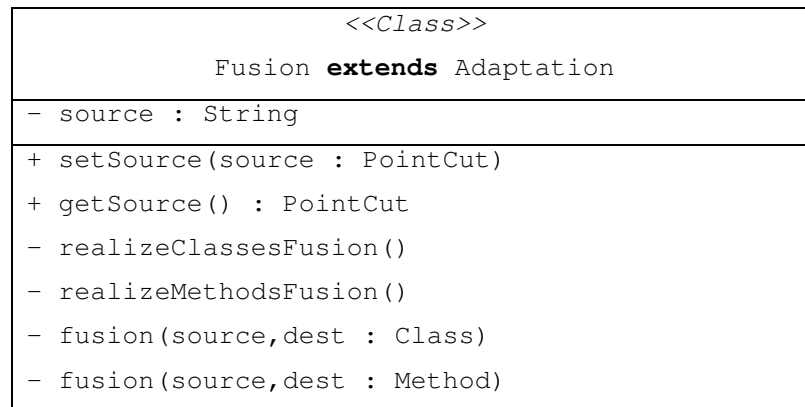 <<Class>>
Fusion extends Adaptation
- source : String
+ setSource(source : PointCut)
+ getSource() : PointCut
- realizeClassesFusion()
- realizeMethodsFusion()
- fusion(source,dest : Class)
- fusion(source,dest : Method)